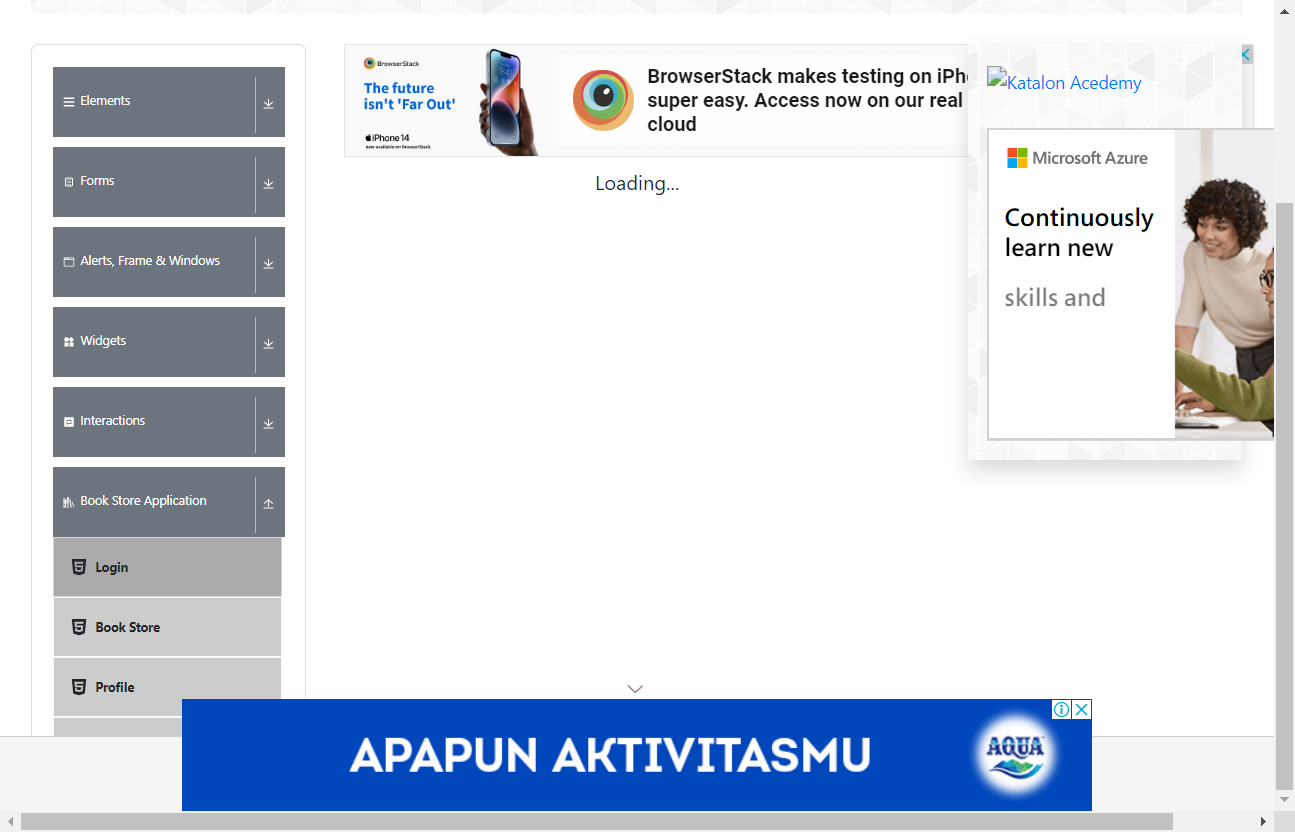 Elements
Forms
Alerts, Frame & Windows
Widgets
Interactions
Book Store Application
Login
Book Store
Profile
BrowserStack
The future
isn't 'Far Out'
iPhone 14
now available on BrowserStack
BrowserStack makes testing on iPh
super easy. Access now on our real
cloud
Loading...
Katalon Acedemy
Microsoft Azure
Continuously
learn new
skills and
APAPUN AKTIVITASMU
AQUA